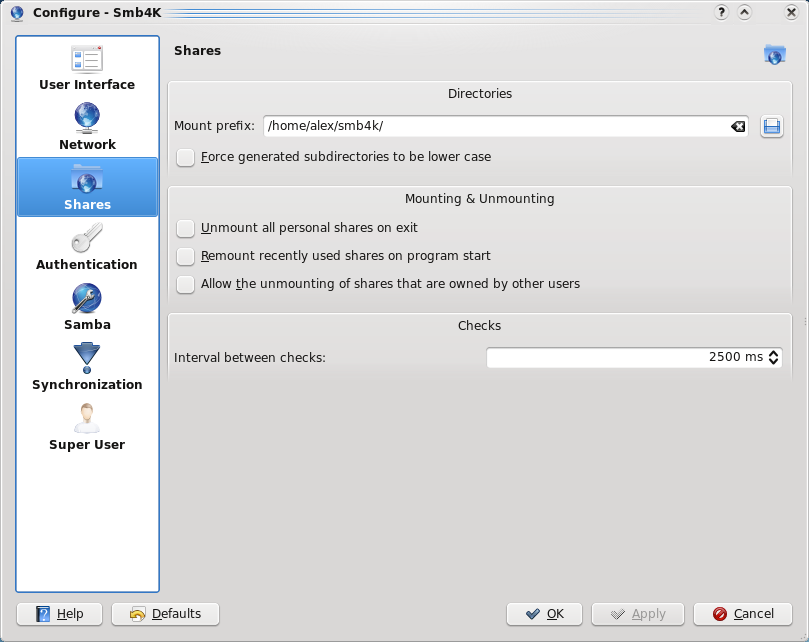 Configure - Smb4K
User Interface
Network
Shares
Authentication
Samba
Synchronization
Super User
Shares
Directories
Mount prefix: /home/alex/smb4k/
Force generated subdirectories to be lower case
Mounting & Unmounting
Unmount all personal shares on exit
Remount recently used shares on program start
Allow the unmounting of shares that are owned by other users
Checks
Interval between checks: 2500 ms
Help Defaults OK Apply Cancel